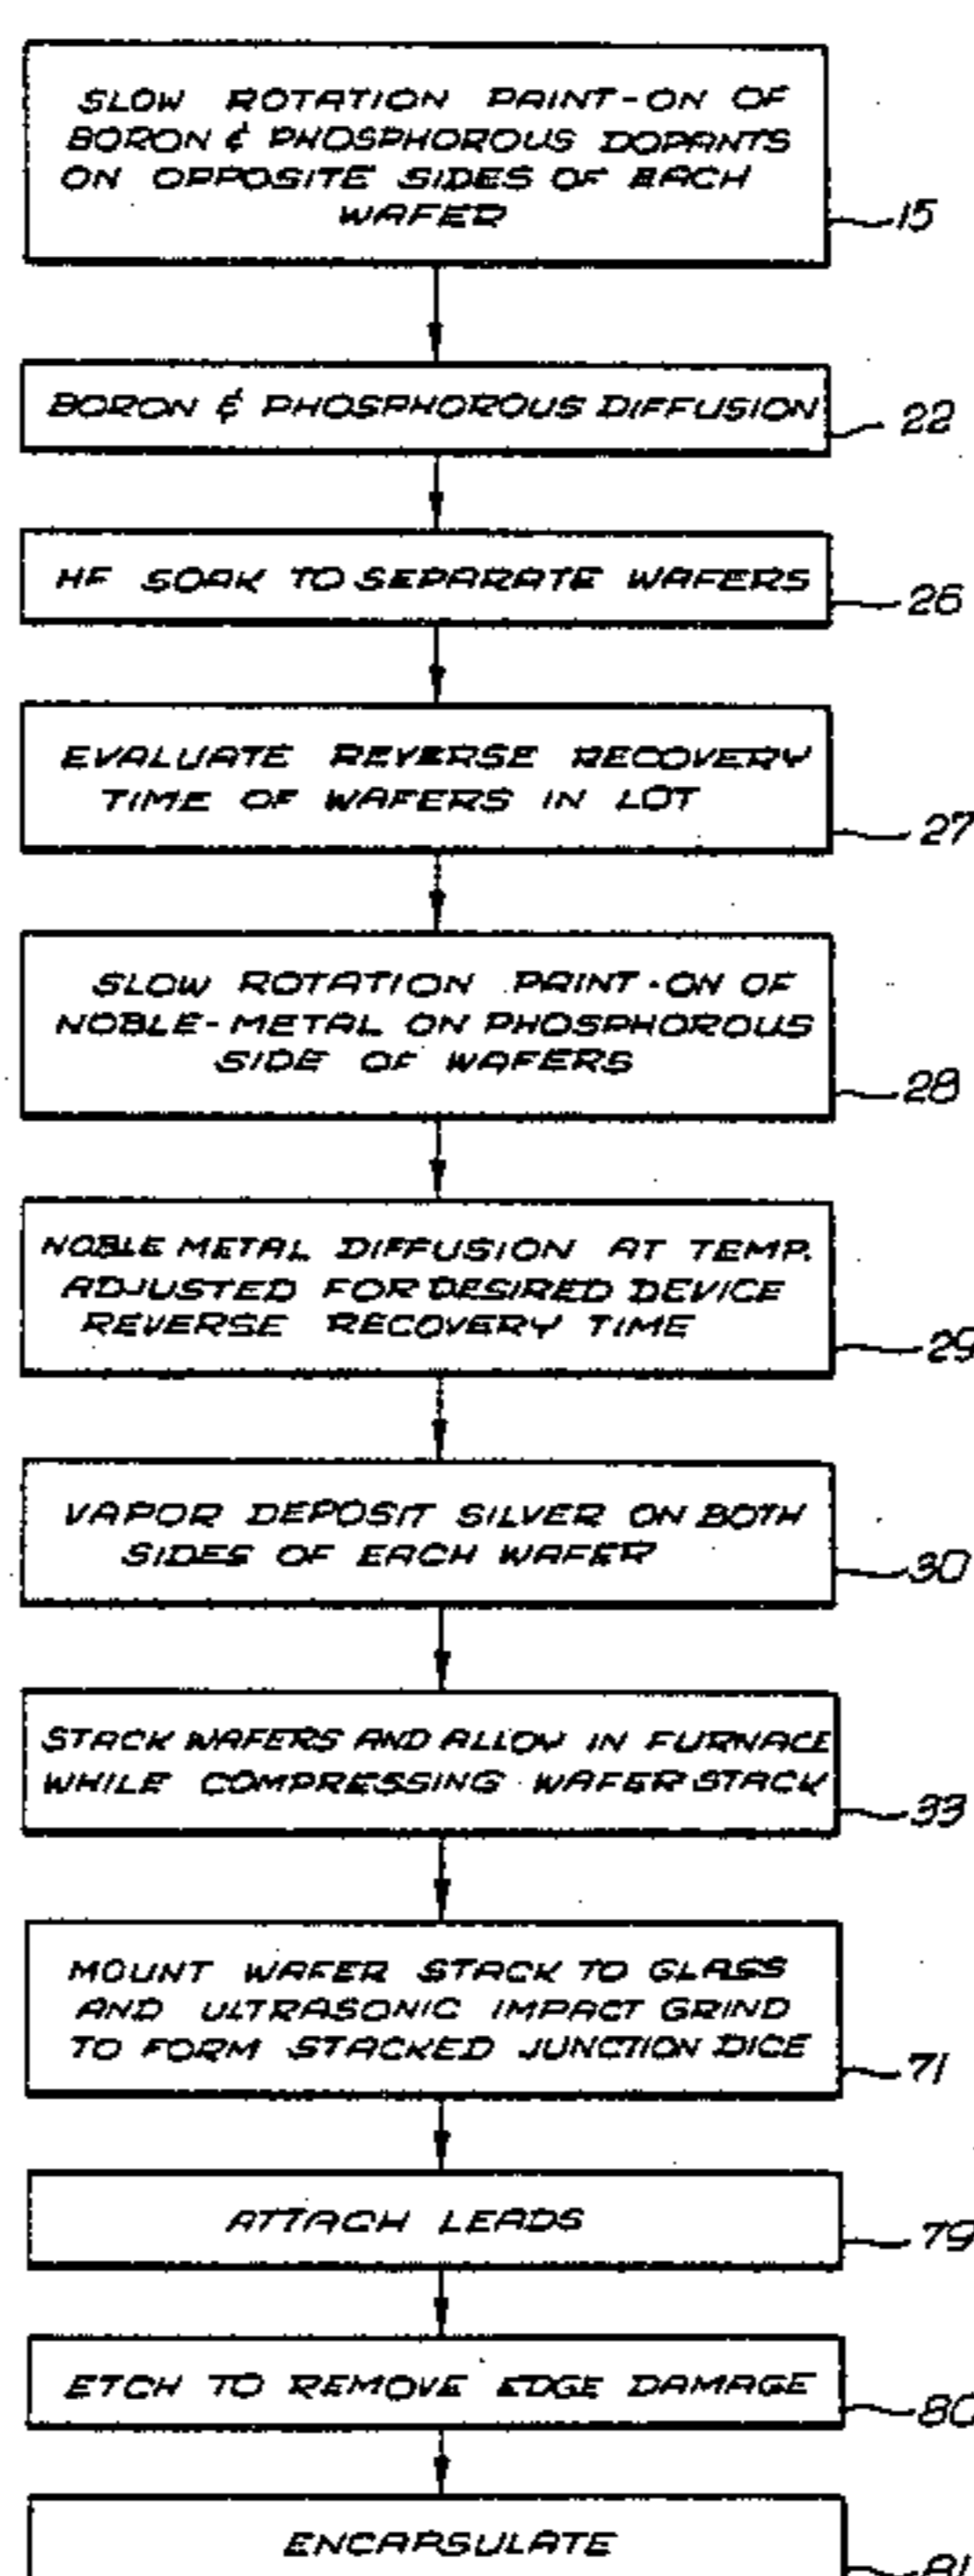 SLOW ROTATION PAINT-ON OF
BORON & PHOSPHOROUS DOPANTS
ON OPPOSITE SIDES OF EACH
WAFER
15
BORON & PHOSPHOROUS DIFFUSION
22
HF SOAK TO SEPARATE WAFERS
26
EVALUATE REVERSE RECOVERY
TIME OF WAFERS IN LOT
27
SLOW ROTATION PAINT-ON OF
NOBLE-METAL ON PHOSPHOROUS
SIDE OF WAFERS
28
NOBLE METAL DIFFUSION AT TEMP.
ADJUSTED FOR DESIRED DEVICE
REVERSE RECOVERY TIME
29
VAPOR DEPOSIT SILVER ON BOTH
SIDES OF EACH WAFER
30
STACK WAFERS AND ALLOY IN FURNACE
WHILE COMPRESSING WAFER STACK
33
MOUNT WAFER STACK TO GLASS
AND ULTRASONIC IMPACT GRIND
TO FORM STACKED JUNCTION DICE
71
ATTACH LEADS
79
ETCH TO REMOVE EDGE DAMAGE
80
ENCAPSULATE
81